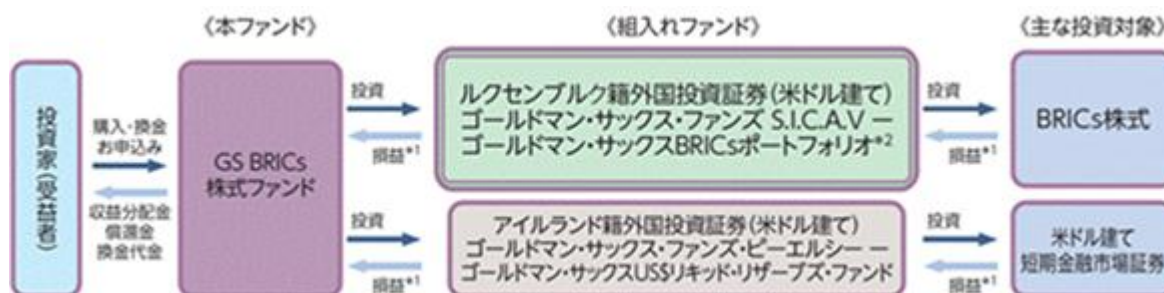 〈本ファンド〉
〈組入れファンド〉
〈主な投資対象〉
投資家(受益者)
購入・換金
お申込み
収益分配金
償還金
換金代金
GS BRICs
株式ファンド
投資
損益*1
投資
損益*1
ルクセンブルク籍外国投資証券(米ドル建て)
ゴールドマン・サックス・ファンズ S.I.C.A.V ー
ゴールドマン・サックスBRICsポートフォリオ*2
アイルランド籍外国投資証券(米ドル建て)
ゴールドマン・サックス・ファンズ・ピーエルシー ー
ゴールドマン・サックスUS$リキッド・リザーブズ・ファンド
投資
損益*1
投資
損益*1
BRICs株式
米ドル建て
短期金融市場証券